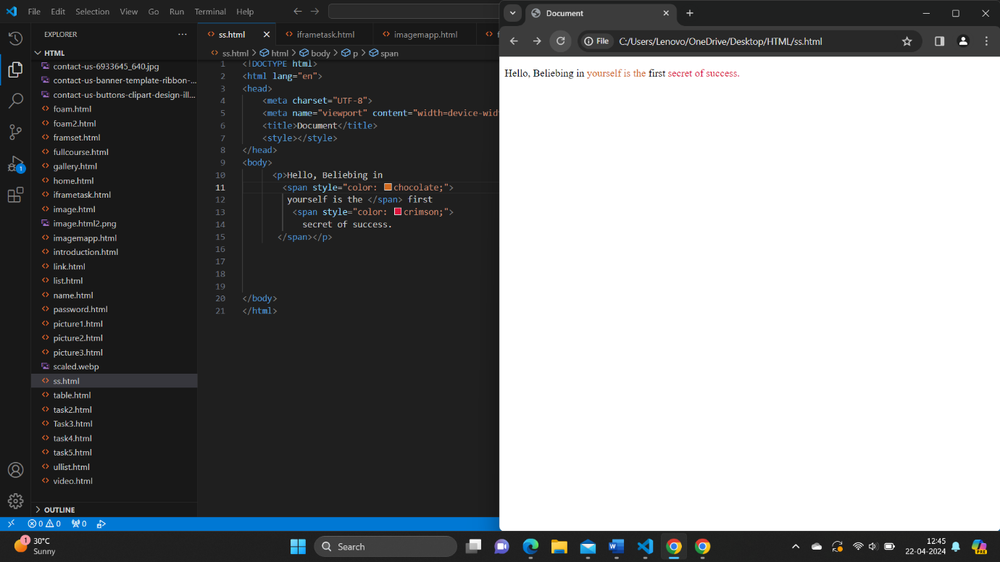 File Edit Selection View Go Run Terminal Help
EXPLORER
HTML
contact-us-6933645_640.jpg
contact-us-banner-template-ribbon-...
contact-us-buttons-clipart-design-ill...
foam.html
foam2.html
framset.html
fullcourse.html
gallery.html
home.html
iframetask.html
image.html
image.html2.png
imagemapp.html
introduction.html
link.html
list.html
name.html
password.html
picture1.html
picture2.html
picture3.html
scaled.webp
ss.html
table.html
task2.html
Task3.html
task4.html
task5.html
ullist.html
video.html
OUTLINE
1
ss.html iframetask.html imagemapp.html f
ss.html > html > body > p > span
1 <!DOCTYPE html>
2 <html lang="en">
3 <head>
4 <meta charset="UTF-8">
5 <meta name="viewport" content="width=device-wid
6 <title>Document</title>
7 <style></style>
8 </head>
9 <body>
10 <p>Hello, Beliebing in
11 <span style="color: chocolate;">
12 yourself is the </span> first
13 <span style="color: crimson;">
14 secret of success.
15 </span></p>
16
17
18
19
20 </body>
21 </html>
0 0 0
Document
File C:/Users/Lenovo/OneDrive/Desktop/HTML/ss.html
Hello, Beliebing in yourself is the first secret of success.
1
30°C
Sunny
Search
12:45
22-04-2024
PRE